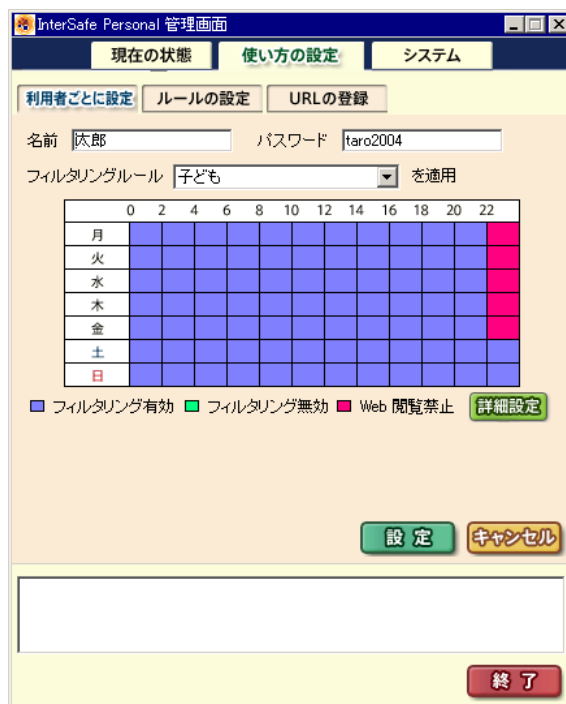 InterSafe Personal 管理画面
現在の状態 使い方の設定 システム
利用者ごとに設定 ルールの設定 URLの登録
名前 太郎 パスワード taro2004
フィルタリングルール 子ども を適用
0 2 4 6 8 10 12 14 16 18 20 22
月
火
水
木
金
土
日
フィルタリング有効 フィルタリング無効 Web 閲覧禁止 詳細設定
設定 キャンセル
終了